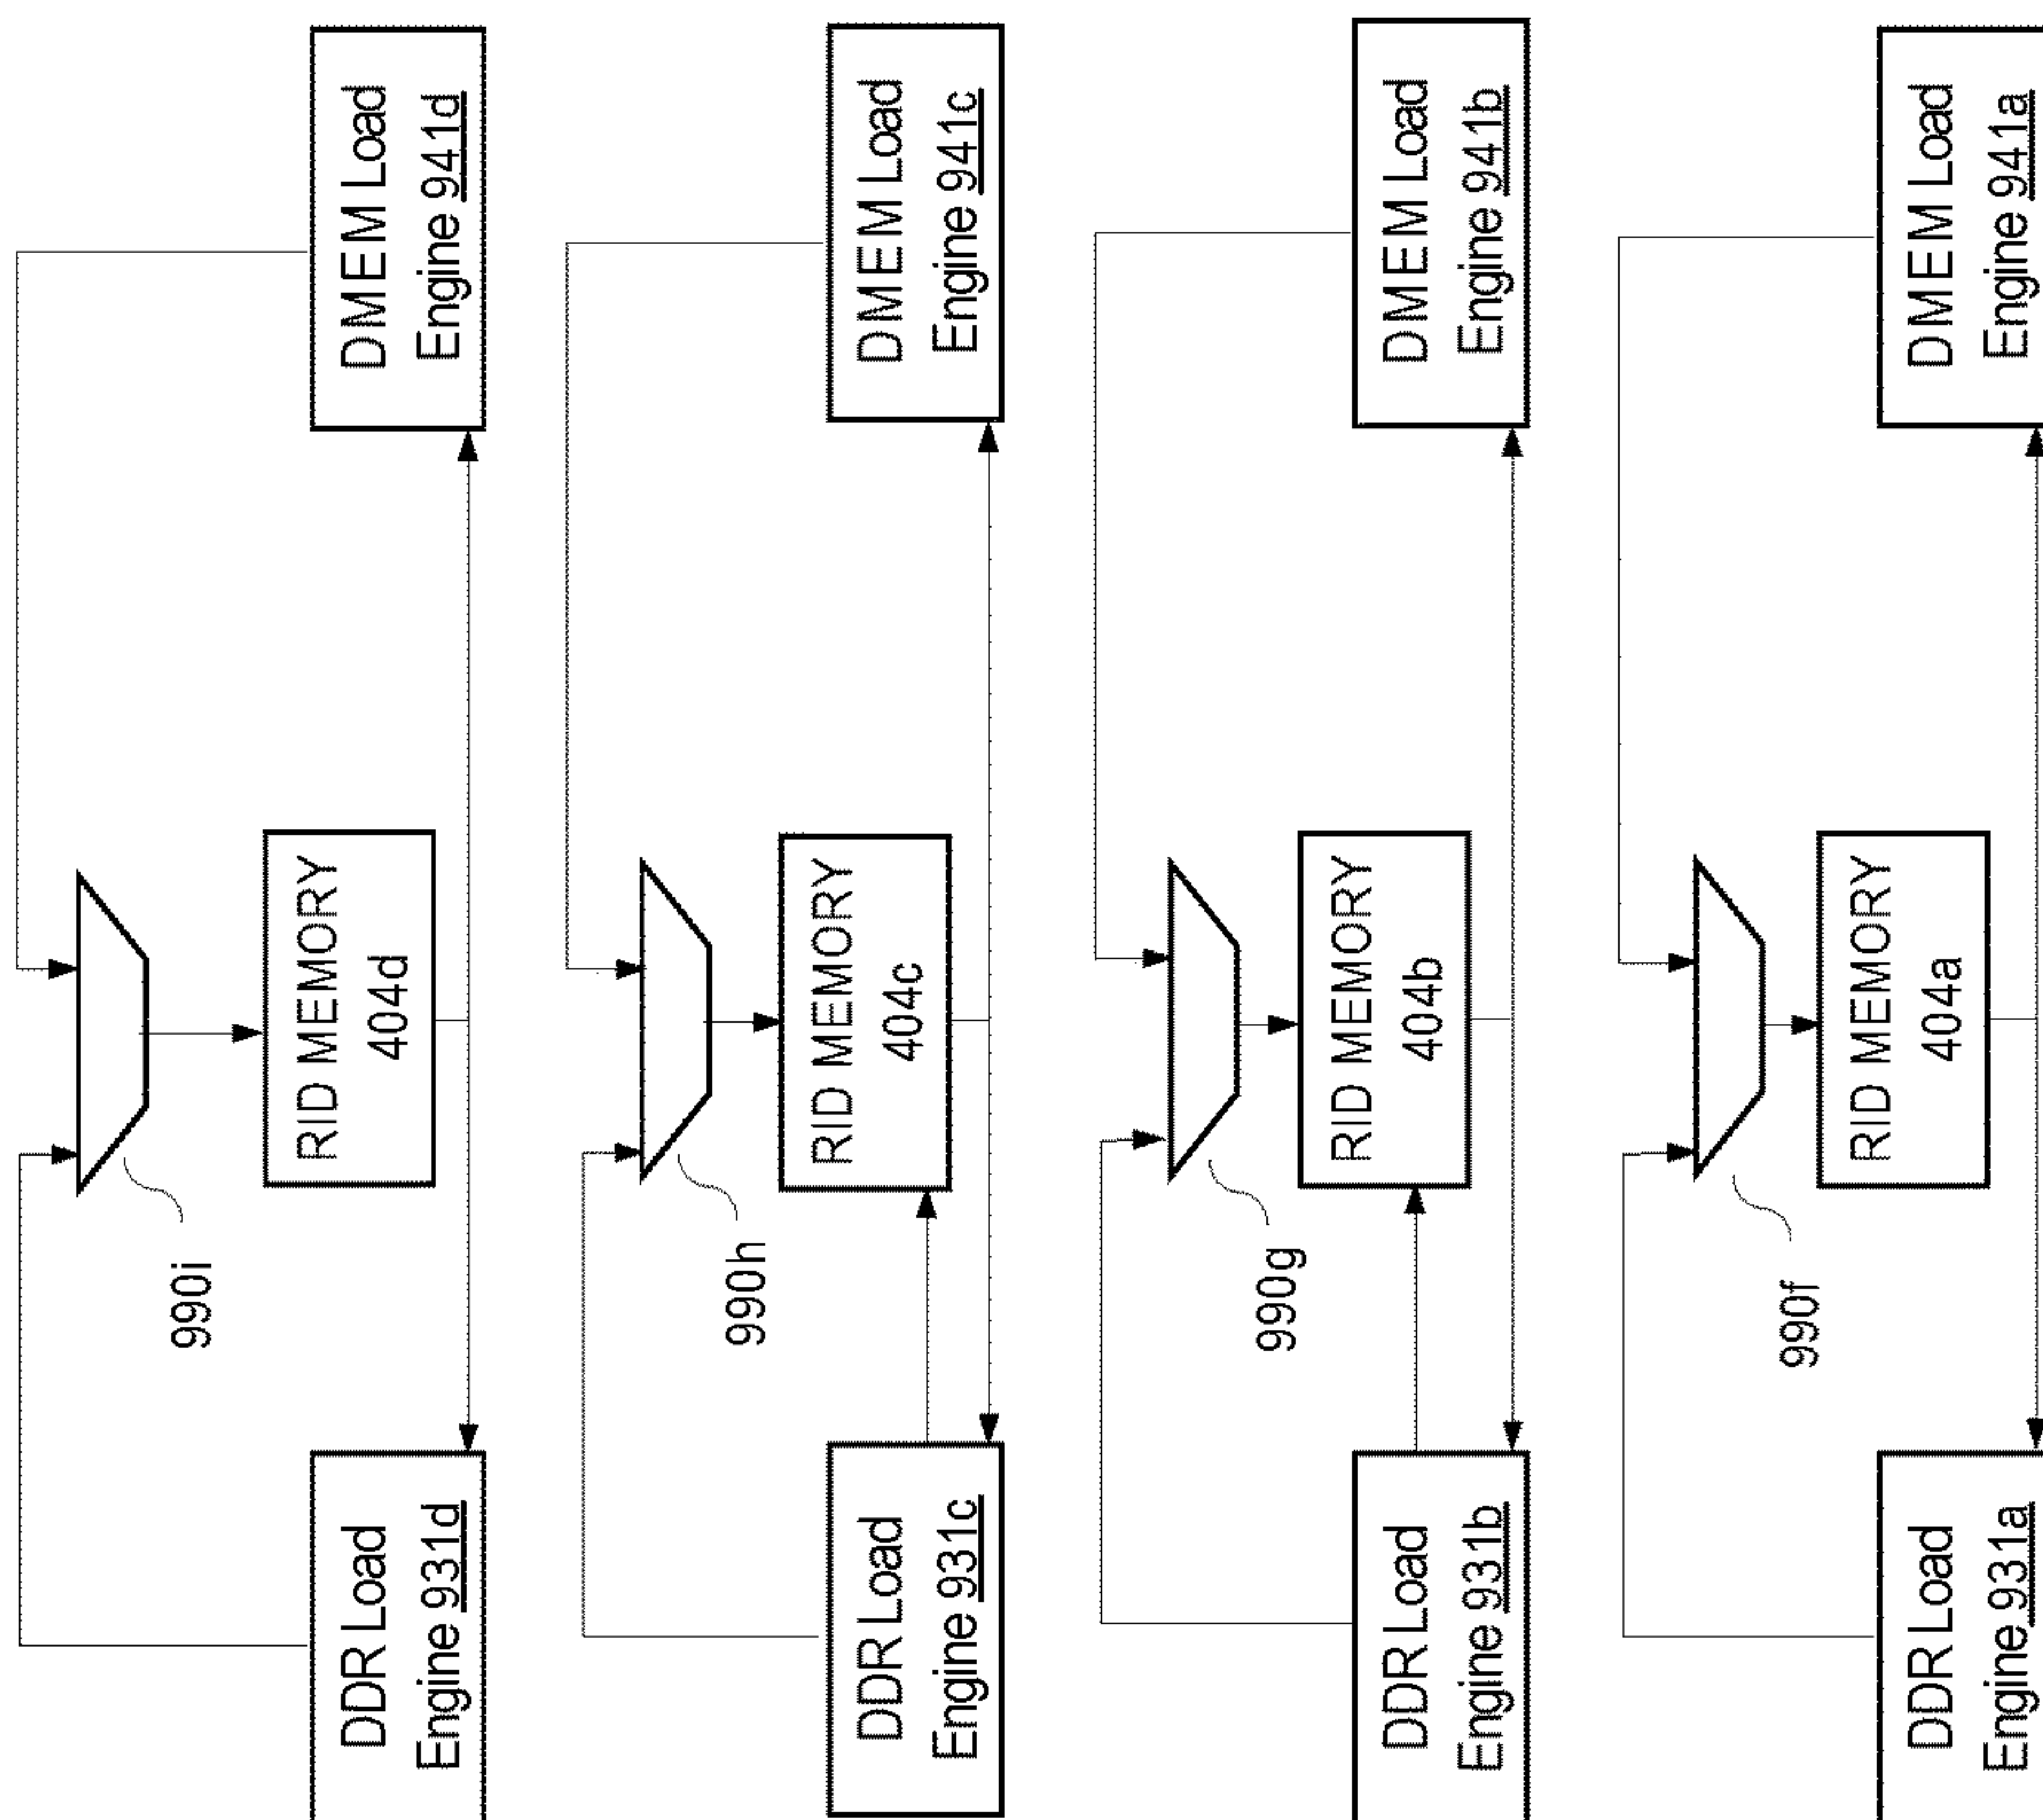 DDR Load
Engine 931d
990i
RID MEMORY
404d
DMEM Load
Engine 941d
DDR Load
Engine 931c
990h
RID MEMORY
404c
DMEM Load
Engine 941c
DDR Load
Engine 931b
990g
RID MEMORY
404b
DMEM Load
Engine 941b
DDR Load
Engine 931a
990f
RID MEMORY
404a
DMEM Load
Engine 941a